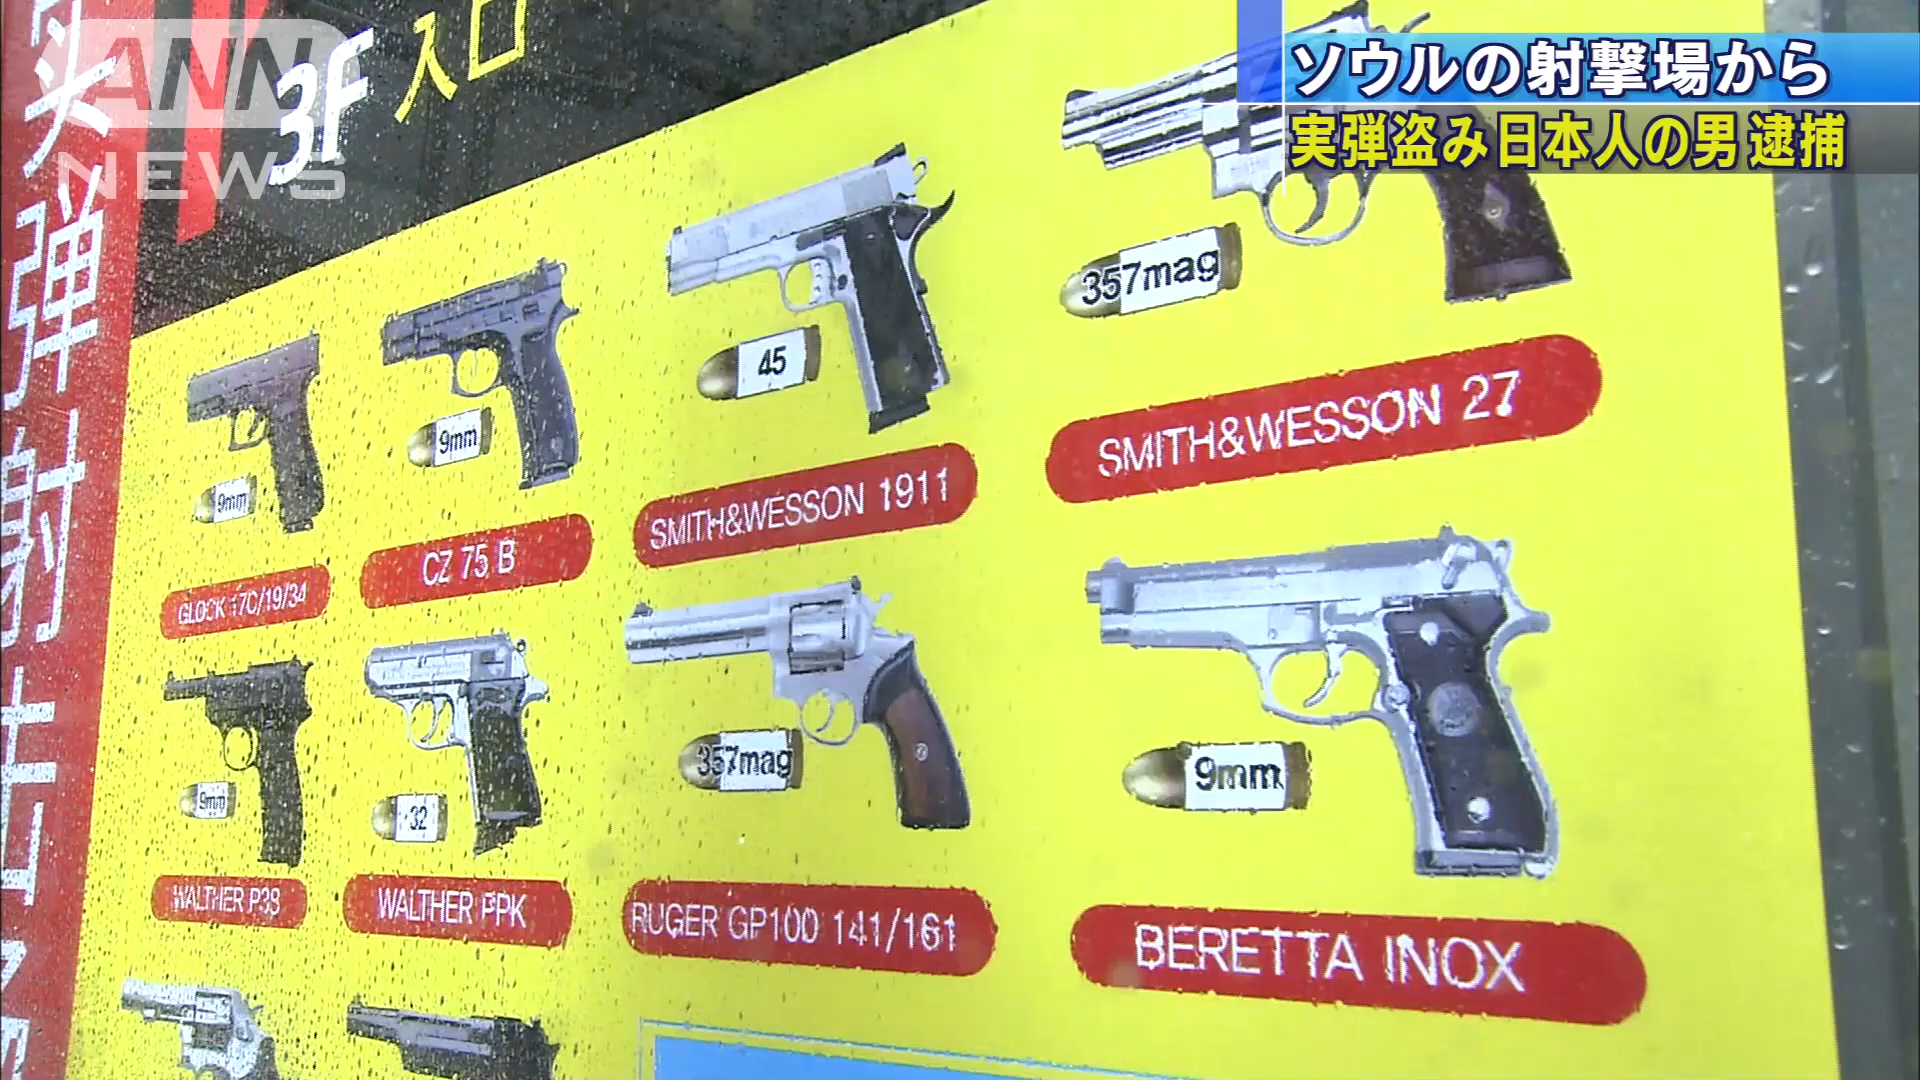 ANN
NEWS
3F 入口
ソウルの射撃場から
実弾盗み日本人の男逮捕
実弾射撃
357mag
45
9mm
9mm
SMITH&WESSON 27
SMITH&WESSON 1911
CZ 75 B
GLOCK 17C/19/34
9mm
357mag
32
9mm
BERETTA INOX
RUGER GP100 141/161
WALTHER PPK
WALTHER P38